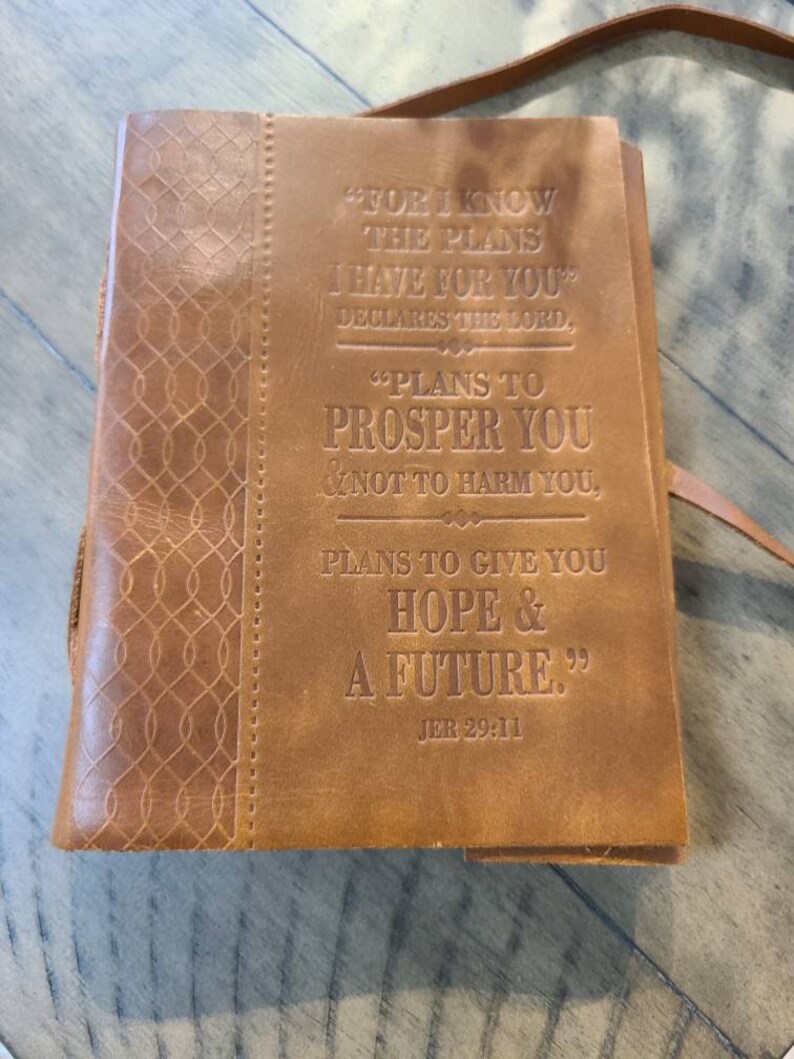 “FOR I KNOW
THE PLANS
I HAVE FOR YOU”
DECLARES THE LORD,
“PLANS TO
PROSPER YOU
& NOT TO HARM YOU,
PLANS TO GIVE YOU
HOPE &
A FUTURE.”
JER 29:11